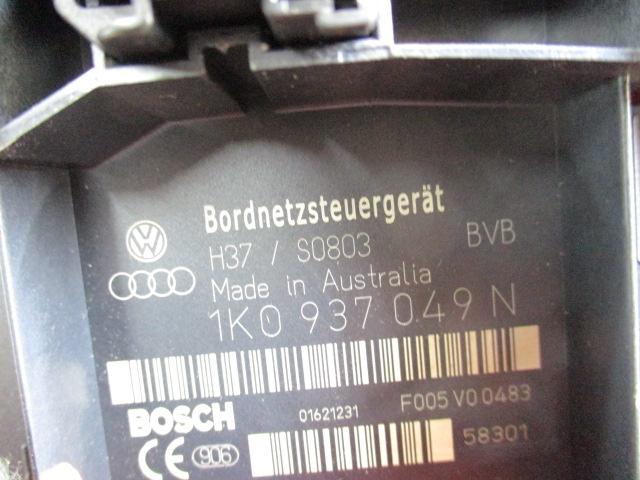 Bordnetzsteuergerät
H37 / S0803 BVB
Made in Australia
1K0 937 049 N
BOSCH 01621231 F005 V0 0483
CE 906 58301